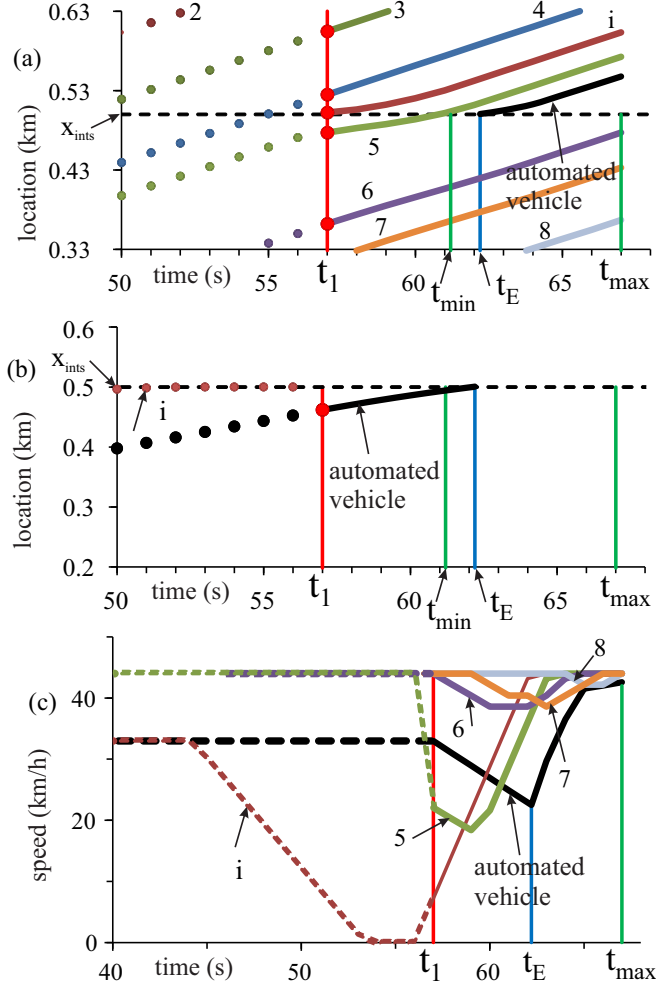 (a)
0.63
0.53
0.43
0.33
location (km)
x_ints
2
3
4
i
5
6
7
8
automated
vehicle
50
time (s)
55
60
65
t_1
t_min
t_E
t_max
(b)
0.6
0.5
0.4
0.3
0.2
location (km)
x_ints
i
automated
vehicle
50
time (s)
55
60
65
t_1
t_min
t_E
t_max
(c)
40
20
0
speed (km/h)
i
5
6
7
8
automated
vehicle
40
time (s)
50
60
t_1
t_E
t_max